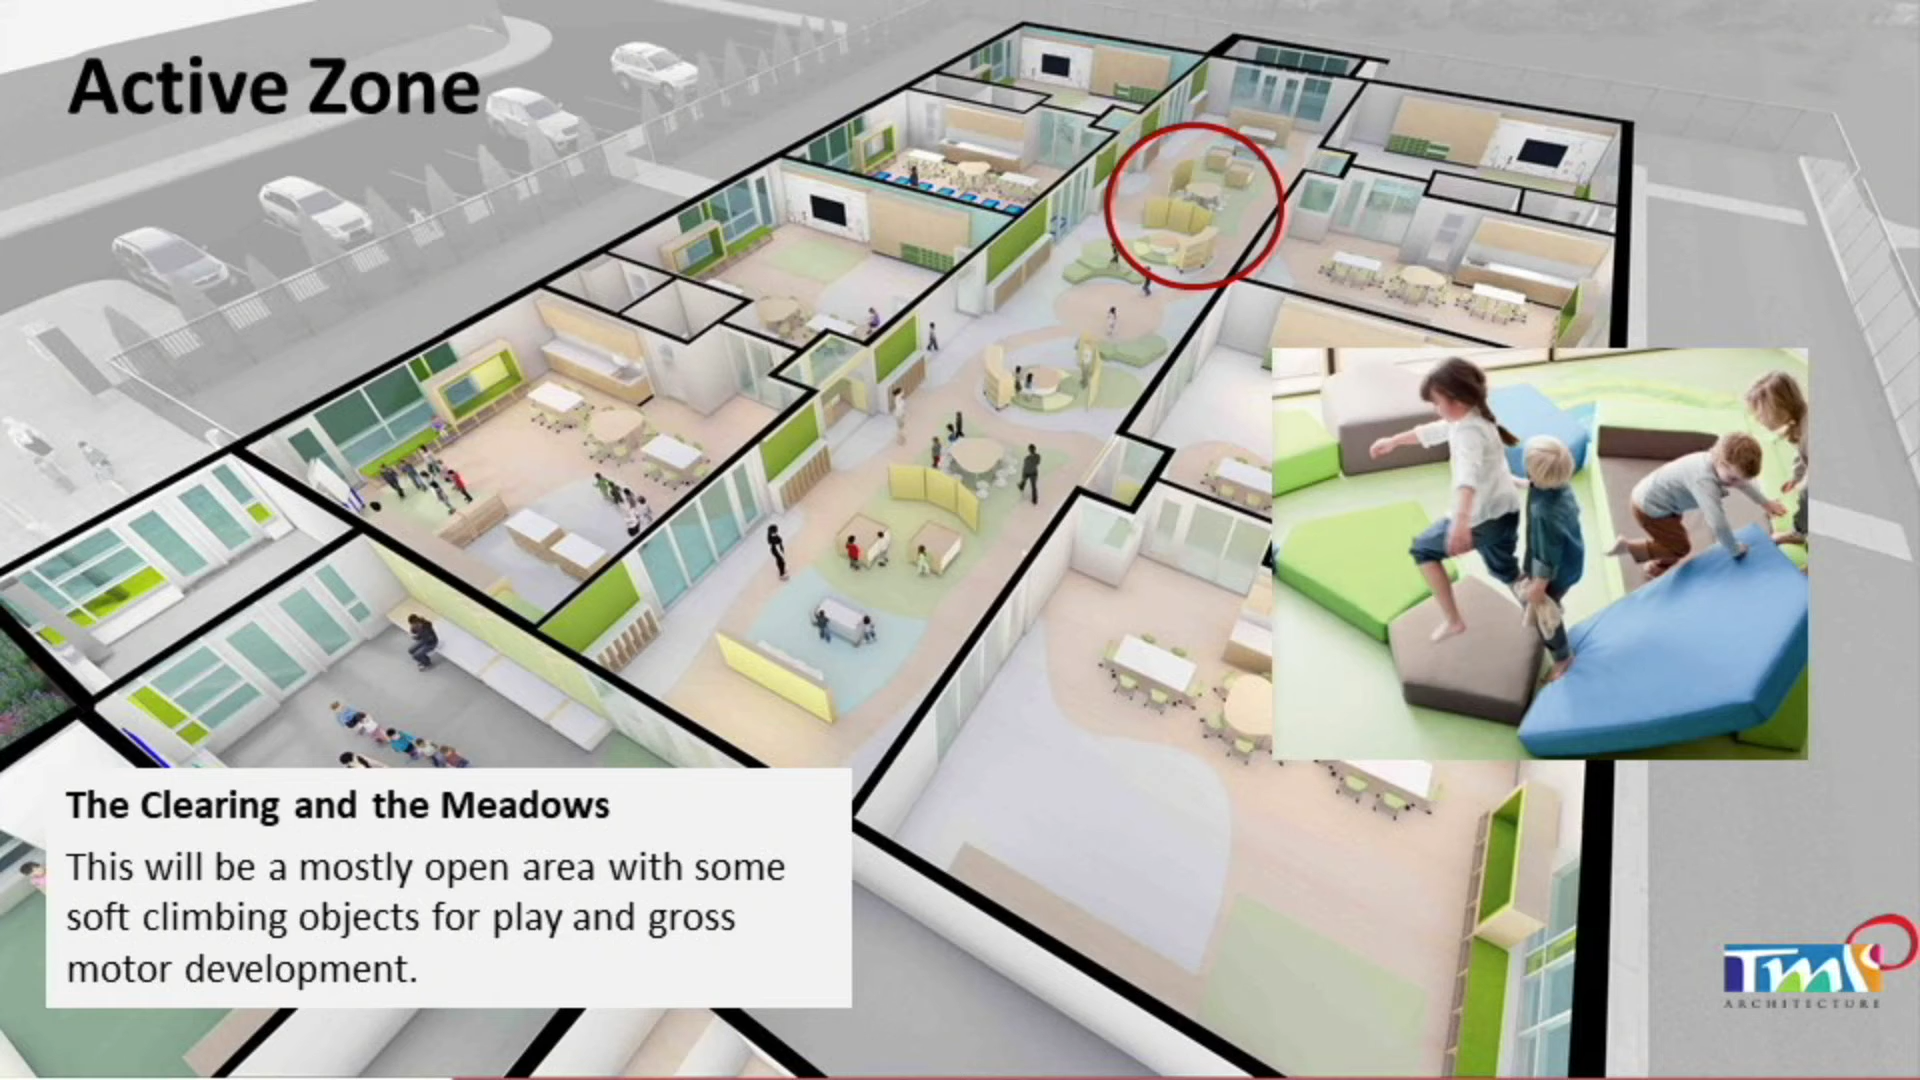 Active Zone
The Clearing and the Meadows
This will be a mostly open area with some
soft climbing objects for play and gross
motor development.
TMP
ARCHITECTURE